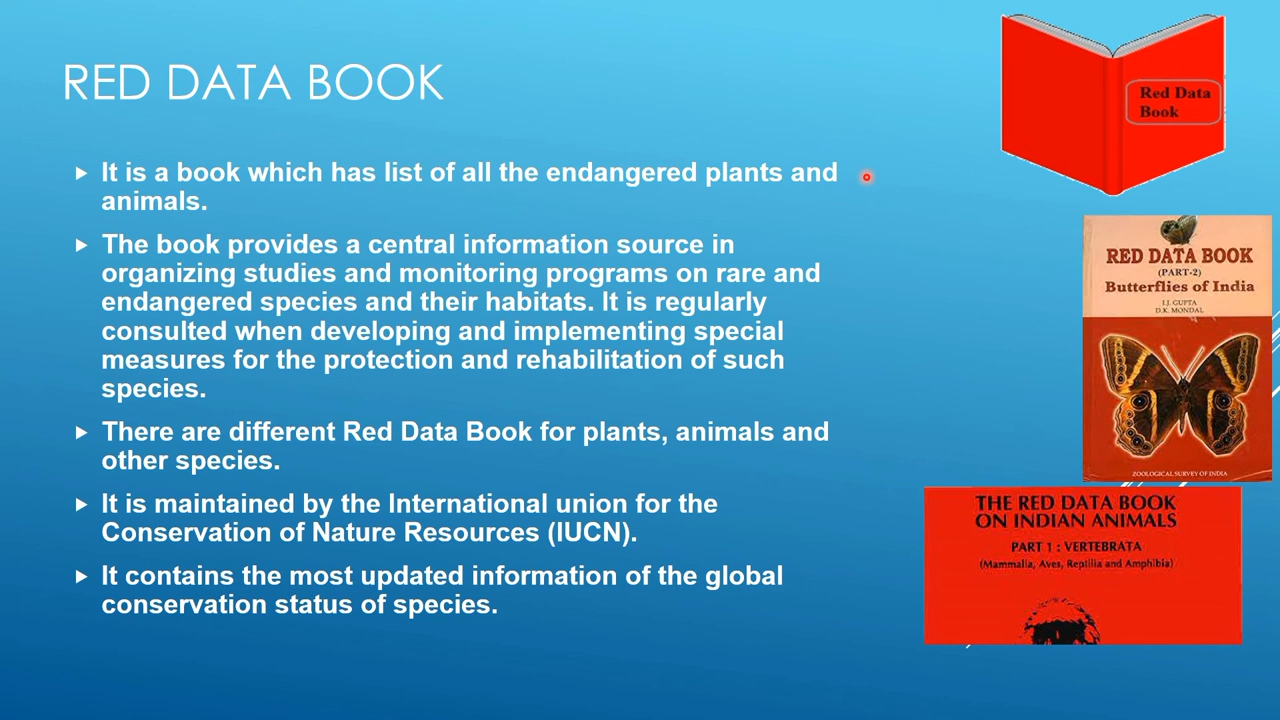 RED DATA BOOK
It is a book which has list of all the endangered plants and
animals.
The book provides a central information source in
organizing studies and monitoring programs on rare and
endangered species and their habitats. It is regularly
consulted when developing and implementing special
measures for the protection and rehabilitation of such
species.
There are different Red Data Book for plants, animals and
other species.
It is maintained by the International union for the
Conservation of Nature Resources (IUCN).
It contains the most updated information of the global
conservation status of species.
Red Data
Book
RED DATA BOOK
(PART-2)
Butterflies of India
I.J. GUPTA
D.K. MONDAL
ZOOLOGICAL SURVEY OF INDIA
THE RED DATA BOOK
ON INDIAN ANIMALS
PART 1 : VERTEBRATA
(Mammalia, Aves, Reptilia and Amphibia)